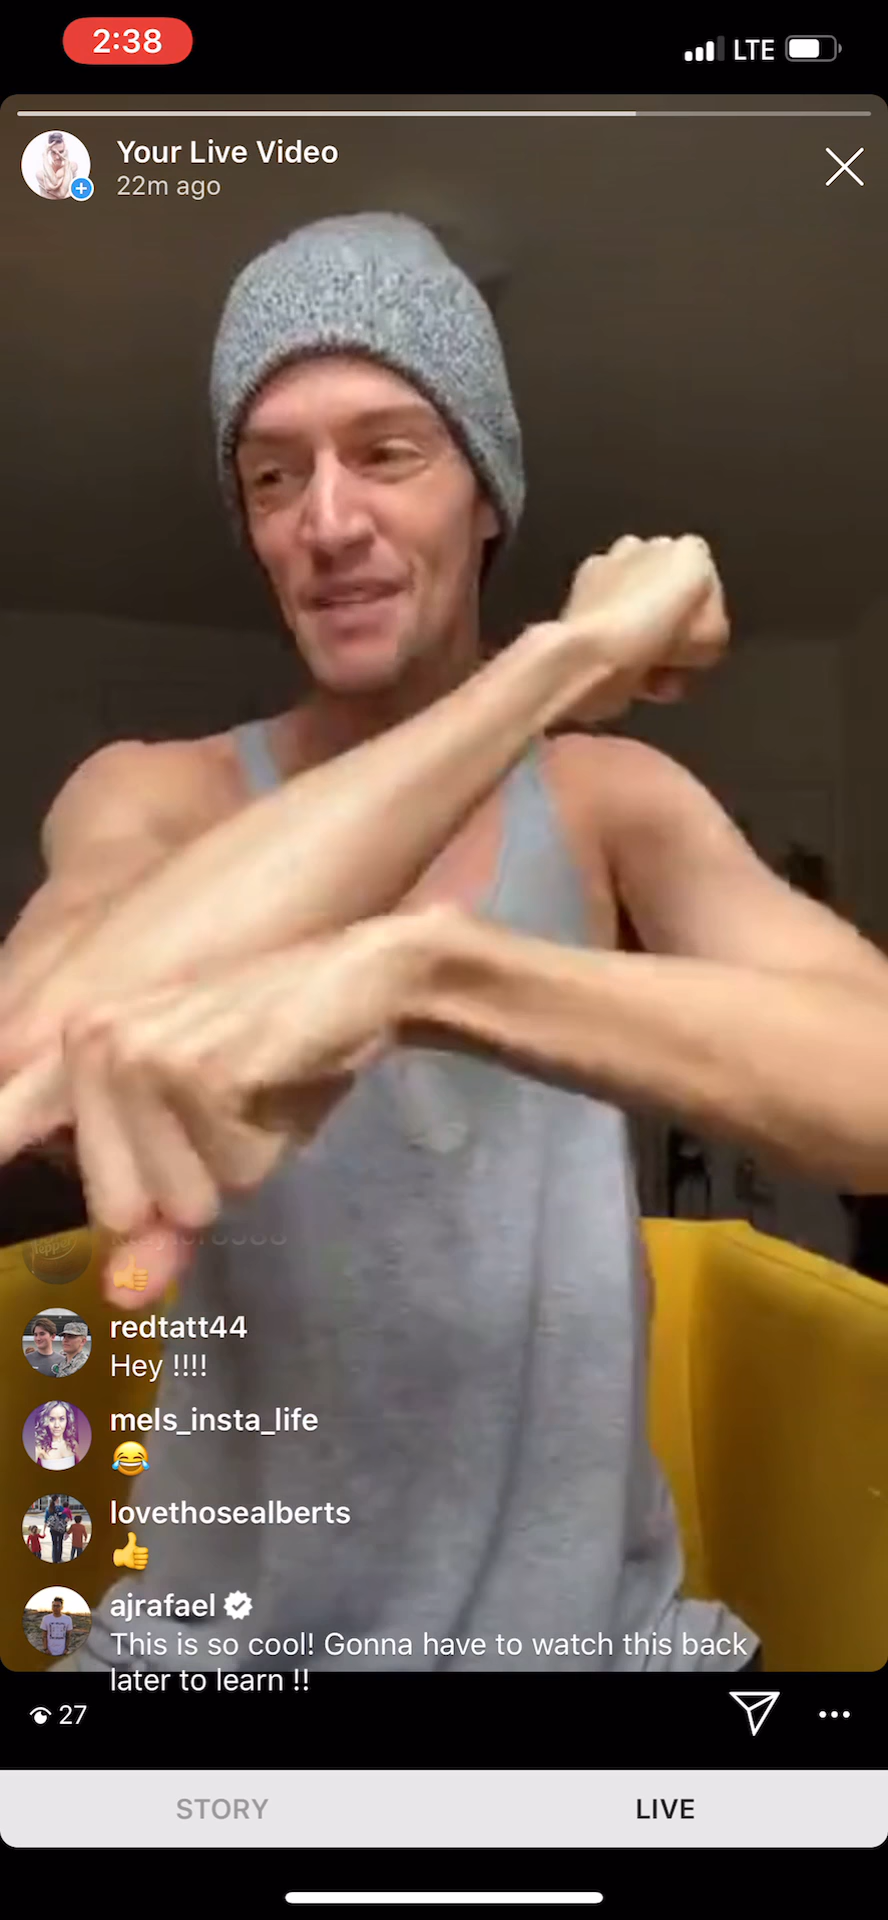 2:38
LTE
Your Live Video
22m ago
redtatt44
Hey !!!!
mels_insta_life
😂
lovethosealberts
👍
ajrafael
This is so cool! Gonna have to watch this back
later to learn !!
27
STORY
LIVE